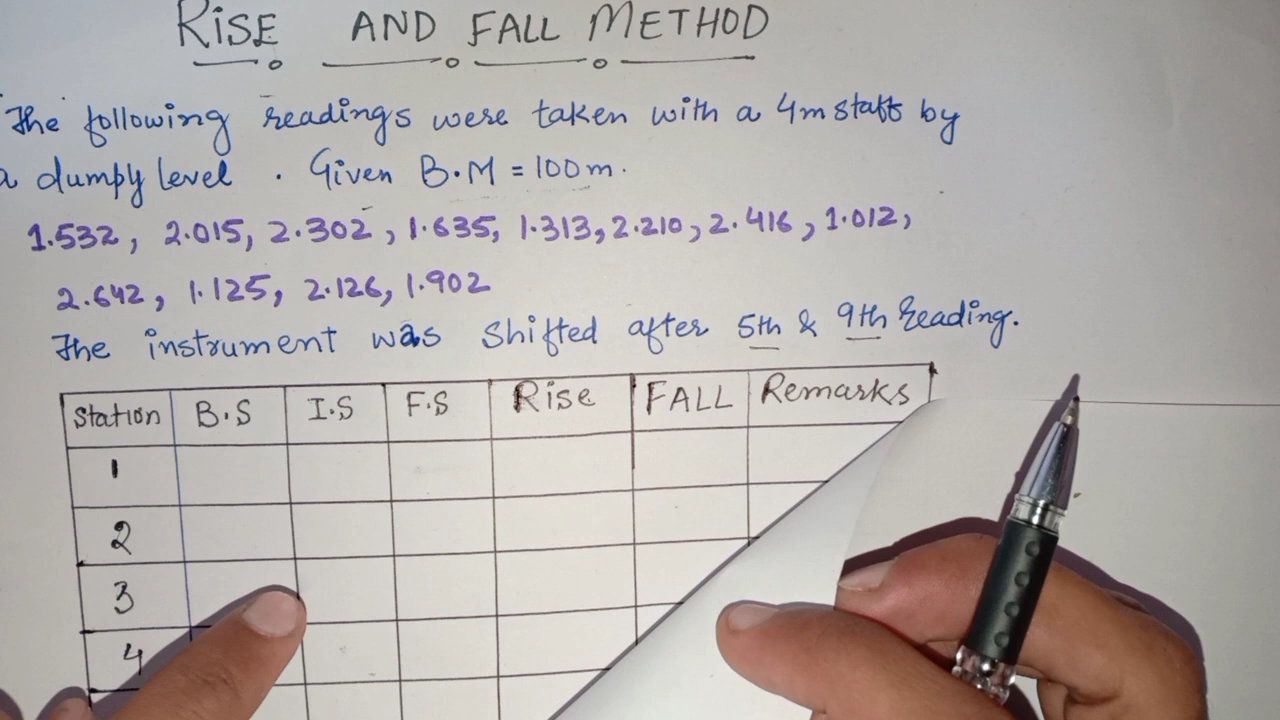 RISE AND FALL METHOD
The following readings were taken with a 4m staff by
a dumpy level . Given B.M = 100m.
1.532, 2.015, 2.302, 1.635, 1.313, 2.210, 2.416, 1.012,
2.642, 1.125, 2.126, 1.902
The instrument was shifted after 5th & 9th reading.
Station B.S I.S F.S Rise FALL Remarks
1
2
3
4